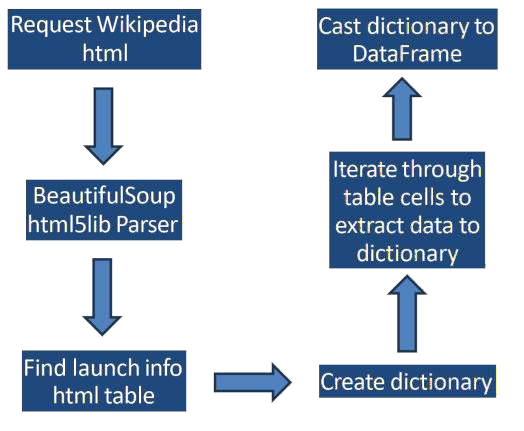 Request Wikipedia
html
BeautifulSoup
html5lib Parser
Find launch info
html table
Create dictionary
Iterate through
table cells to
extract data to
dictionary
Cast dictionary to
DataFrame